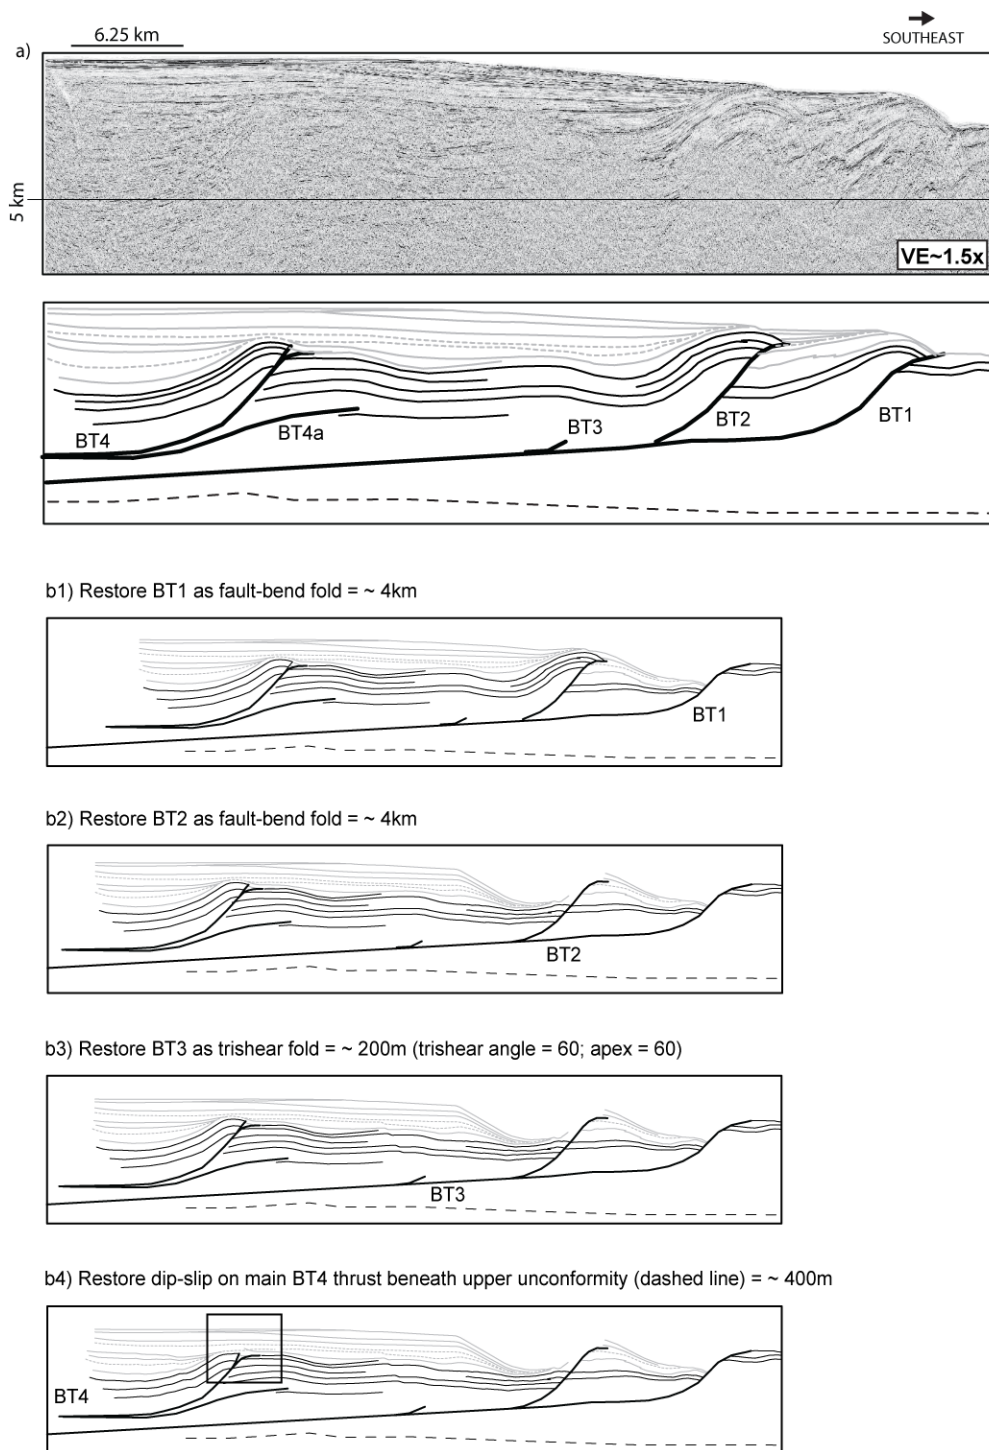 6.25 km
SOUTHEAST
a)
5 km
VE~1.5x
BT4
BT4a
BT3
BT2
BT1
b1) Restore BT1 as fault-bend fold = ~ 4km
BT1
b2) Restore BT2 as fault-bend fold = ~ 4km
BT2
b3) Restore BT3 as trishear fold = ~ 200m (trishear angle = 60; apex = 60)
BT3
b4) Restore dip-slip on main BT4 thrust beneath upper unconformity (dashed line) = ~ 400m
BT4